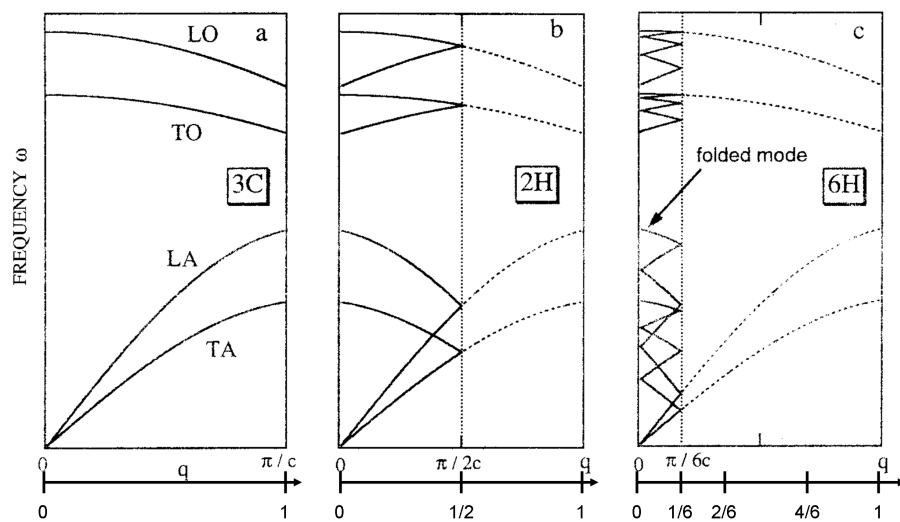 a
b
c
LO
TO
LA
TA
3C
2H
6H
folded mode
FREQUENCY ω
0
q
π / c
0
π / 2c
q
0
π / 6c
q
0
1
0
1/2
1
0
1/6
2/6
4/6
1